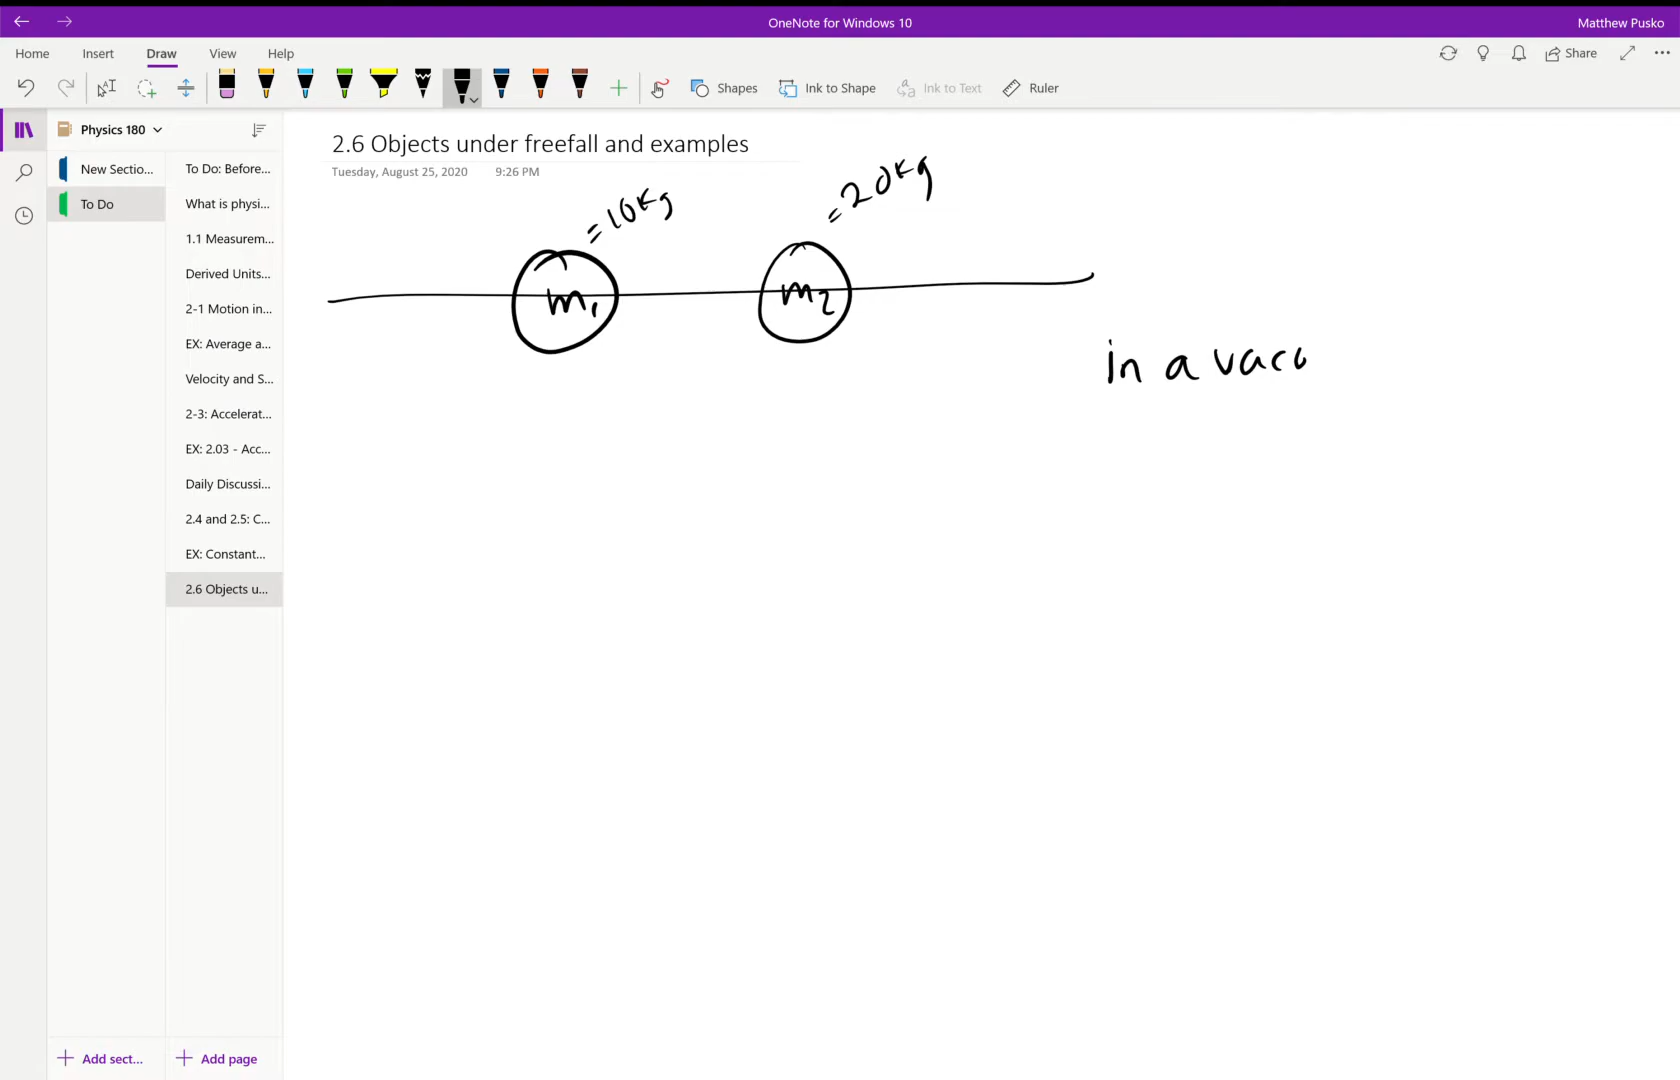 OneNote for Windows 10
Matthew Pusko
Home Insert Draw View Help
Share
Shapes Ink to Shape Ink to Text Ruler
Physics 180
New Sectio...
To Do
To Do: Before...
What is physi...
1.1 Measurem...
Derived Units...
2-1 Motion in...
EX: Average a...
Velocity and S...
2-3: Accelerat...
EX: 2.03 - Acc...
Daily Discussi...
2.4 and 2.5: C...
EX: Constant...
2.6 Objects u...
Add sect...
Add page
2.6 Objects under freefall and examples
Tuesday, August 25, 2020 9:26 PM
=10kg
=20kg
m1
m2
in a vacu